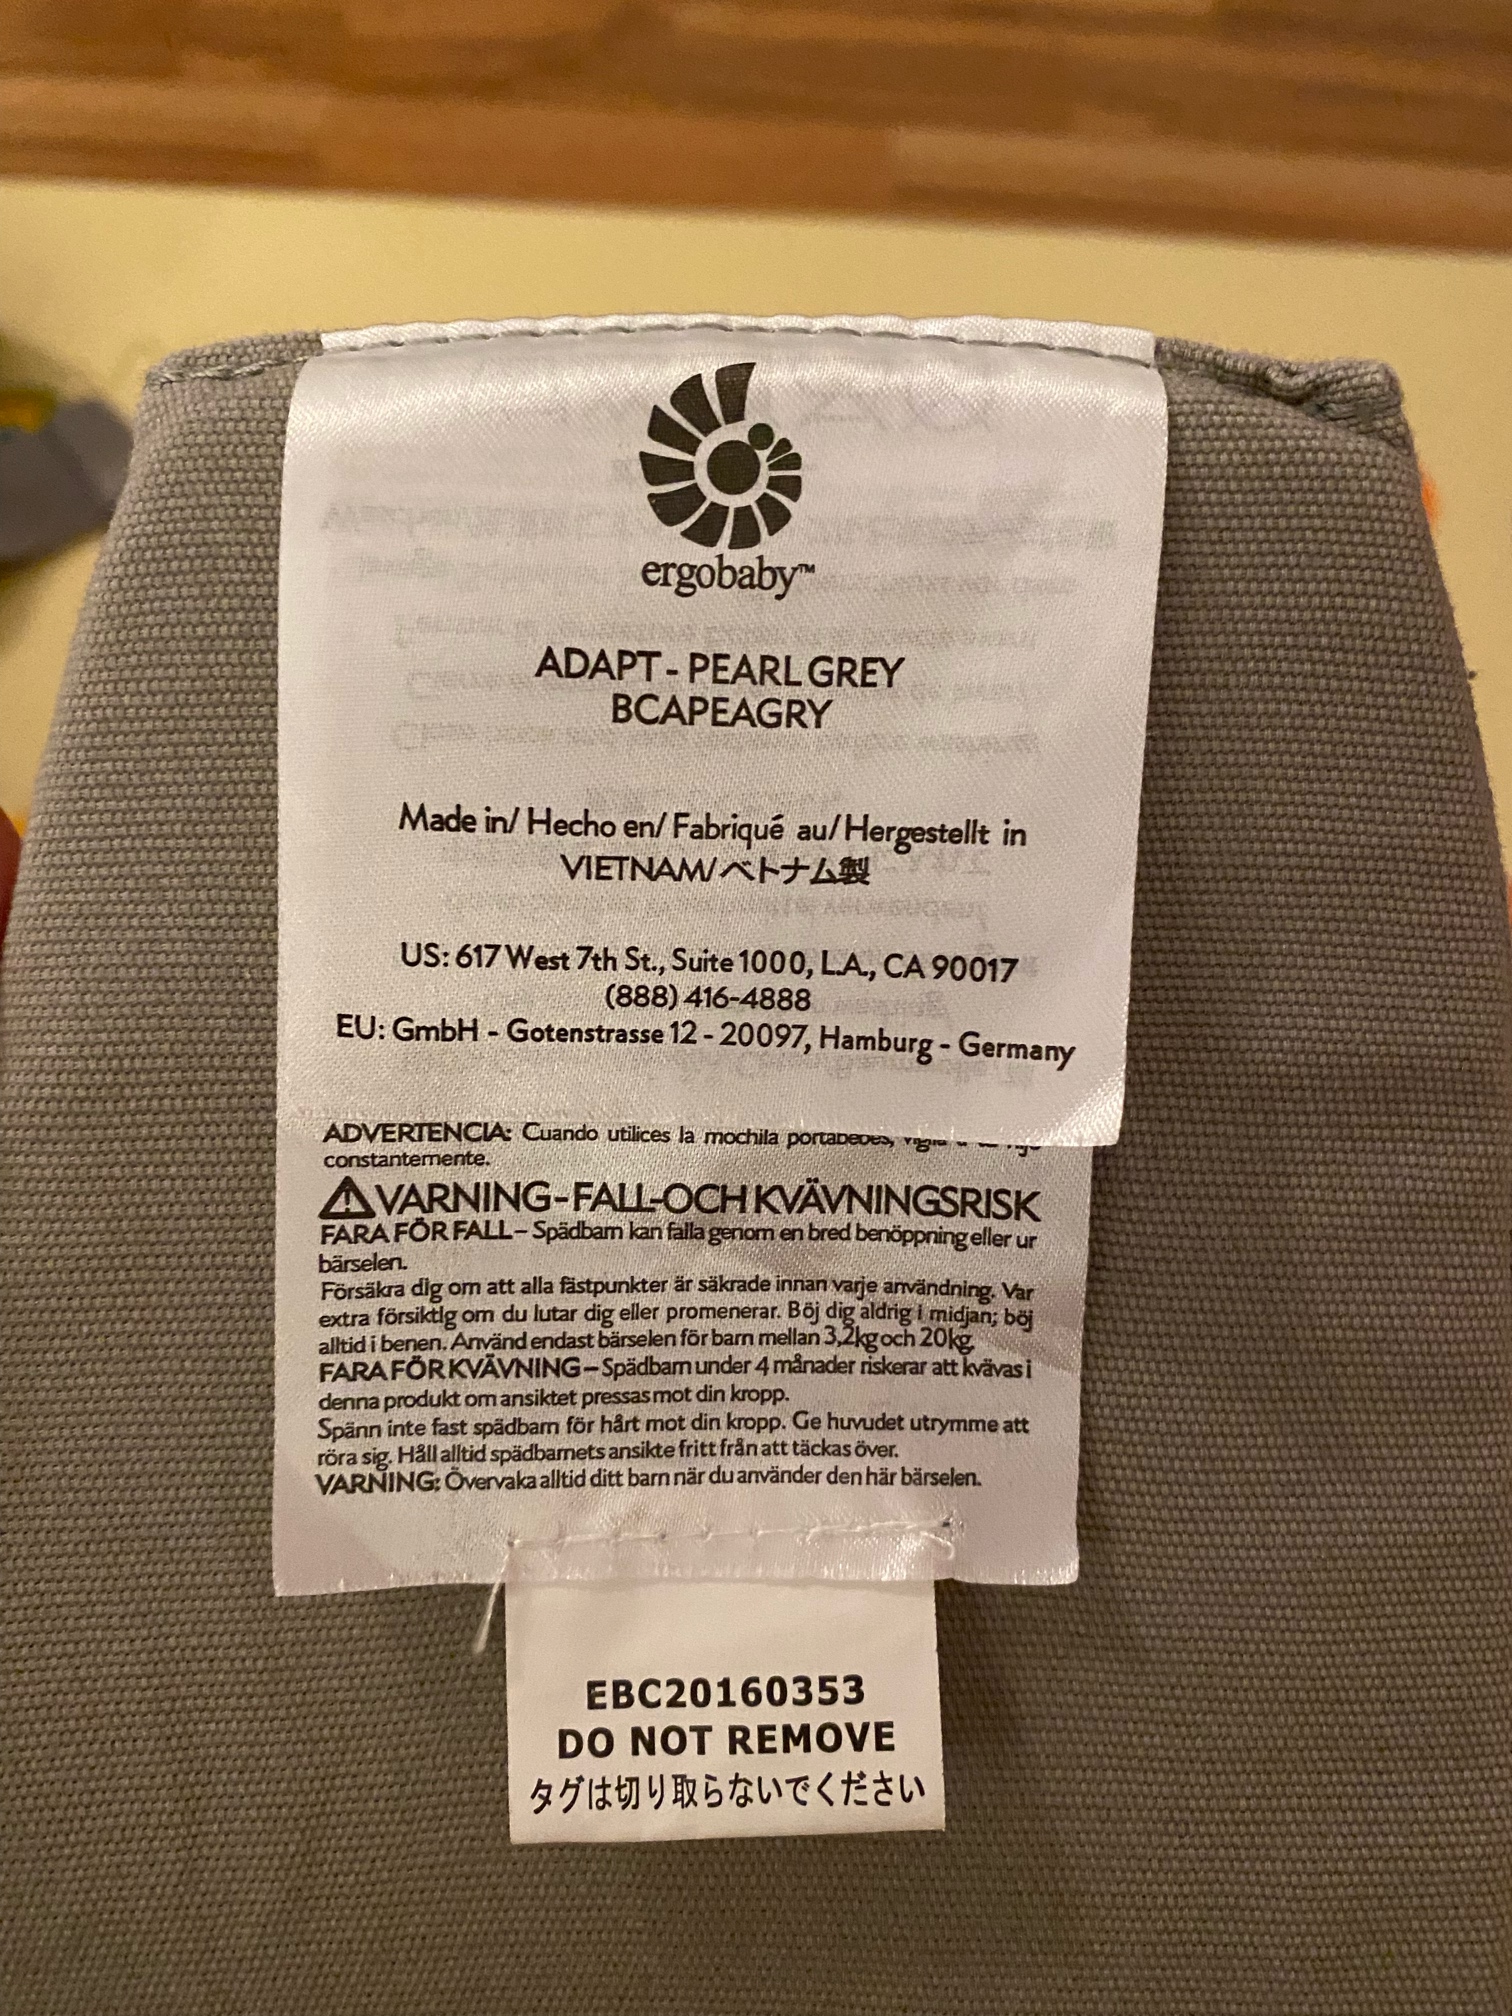 ergobaby™
ADAPT - PEARL GREY
BCAPEAGRY
Made in/ Hecho en/ Fabriqué au/ Hergestellt in
VIETNAM/ベトナム製
US: 617 West 7th St., Suite 1000, L.A., CA 90017
(888) 416-4888
EU: GmbH - Gotenstrasse 12 - 20097, Hamburg - Germany
ADVERTENCIA: Cuando utilices la mochila portabebés,
constantemente.
⚠VARNING-FALL-OCH KVÄVNINGSRISK
FARA FÖR FALL – Spädbarn kan falla genom en bred benöppning eller ur
bärselen.
Försäkra dig om att alla fästpunkter är säkrade innan varje användning. Var
extra försiktlg om du lutar dig eller promenerar. Böj dig aldrig i midjan; böj
alltid i benen. Använd endast bärselen för barn mellan 3,2kg och 20kg.
FARA FÖR KVÄVNING – Spädbarn under 4 månader riskerar att kvävas i
denna produkt om ansiktet pressas mot din kropp.
Spänn inte fast spädbarn för hårt mot din kropp. Ge huvudet utrymme att
röra sig. Håll alltid spädbarnets ansikte fritt från att täckas över.
VARNING: Övervaka alltid ditt barn när du använder den här bärselen.
EBC20160353
DO NOT REMOVE
タグは切り取らないでください